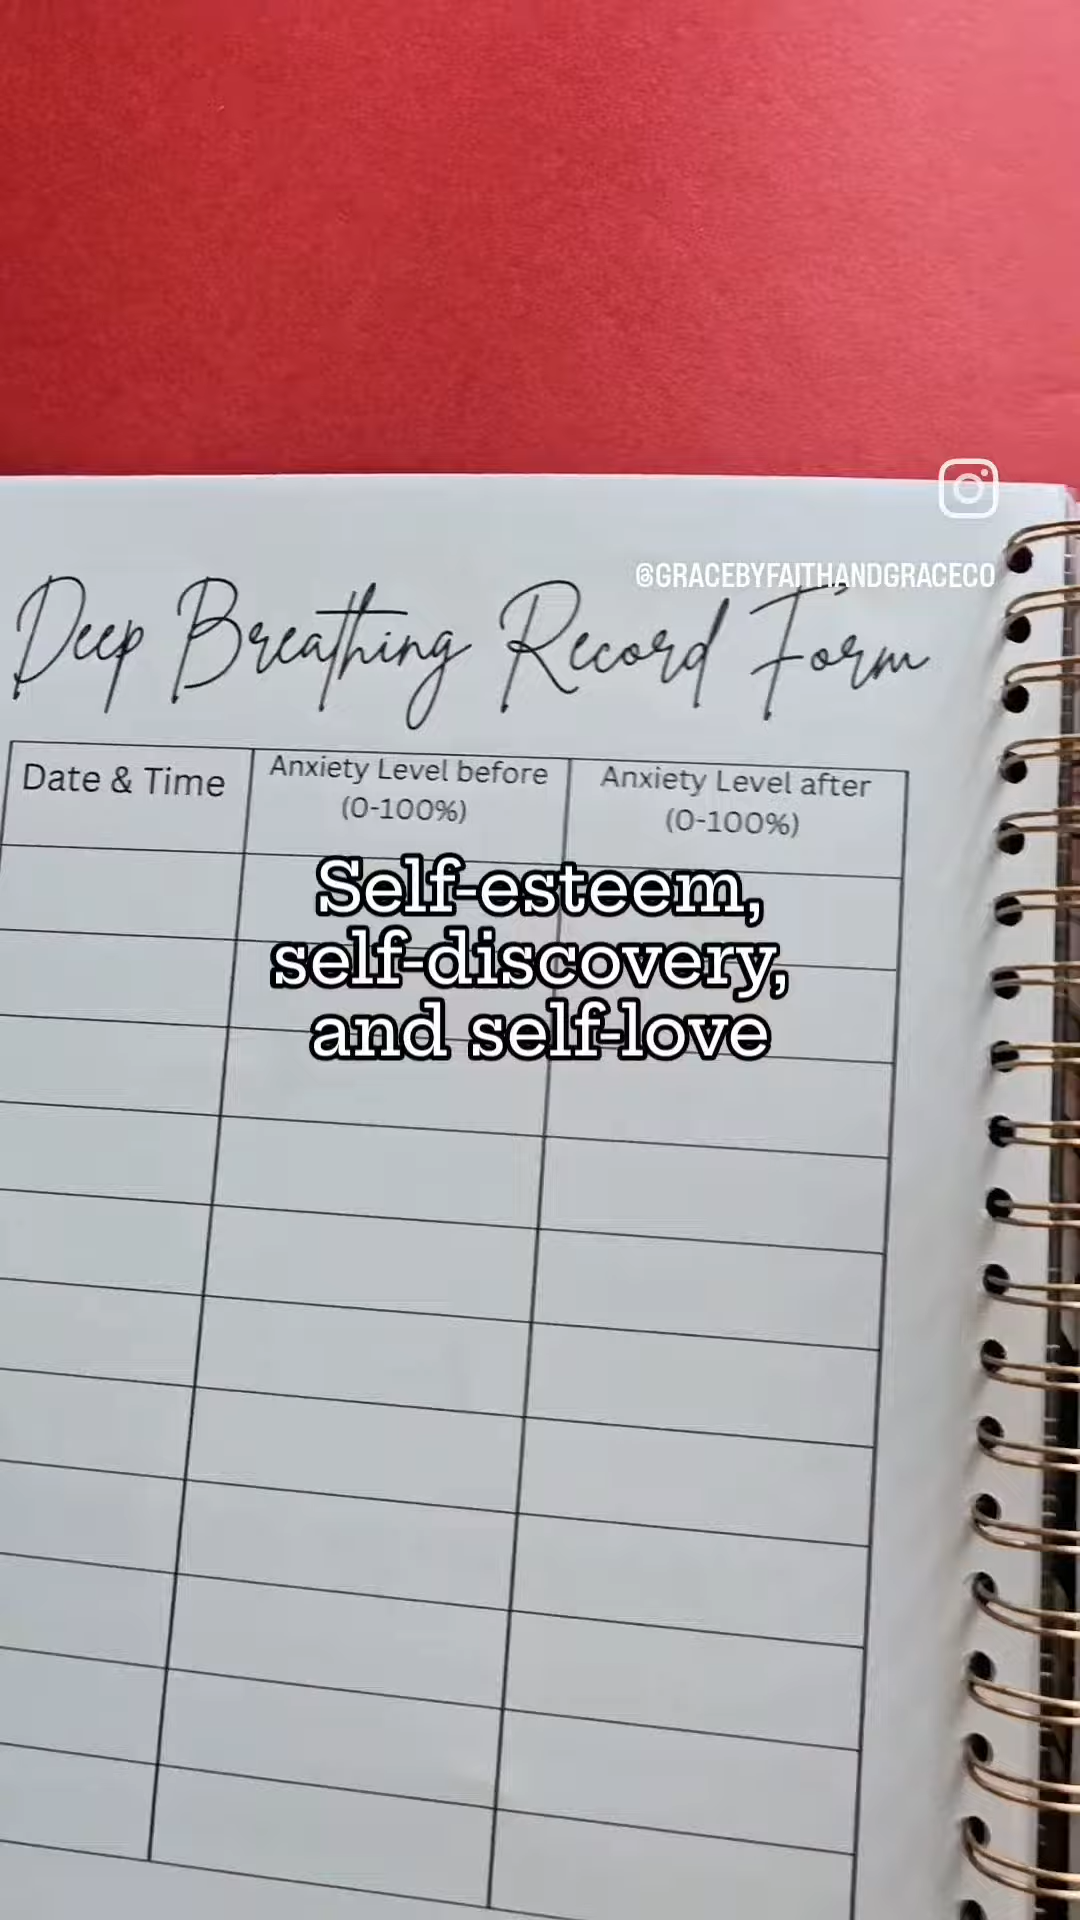 @GRACEBYFAITHANDGRACECO
Deep Breathing Record Form
Date & Time
Anxiety Level before
(0-100%)
Anxiety Level after
(0-100%)
Self-esteem,
self-discovery,
and self-love